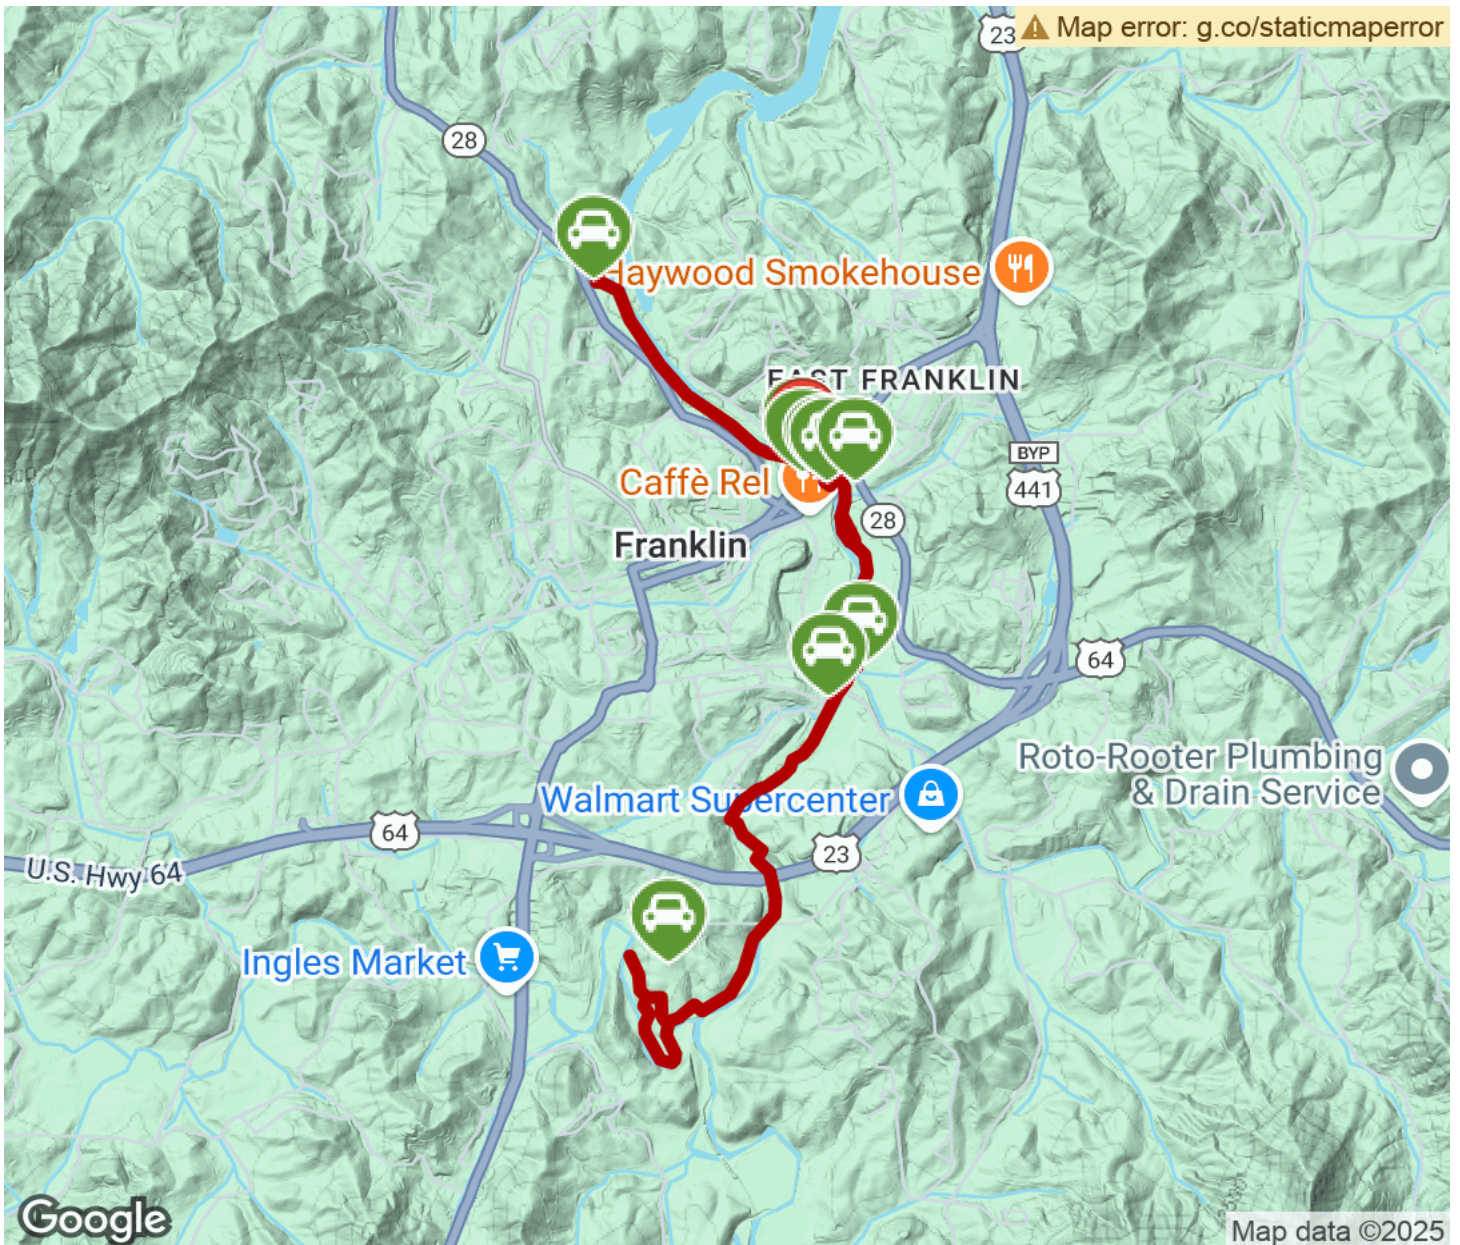 23
Map error: g.co/staticmaperror
28
Haywood Smokehouse
EAST FRANKLIN
BYP
441
Caffè Rel
28
Franklin
64
Roto-Rooter Plumbing
& Drain Service
Walmart Supercenter
64
23
U.S. Hwy 64
Ingles Market
Google
Map data ©2025